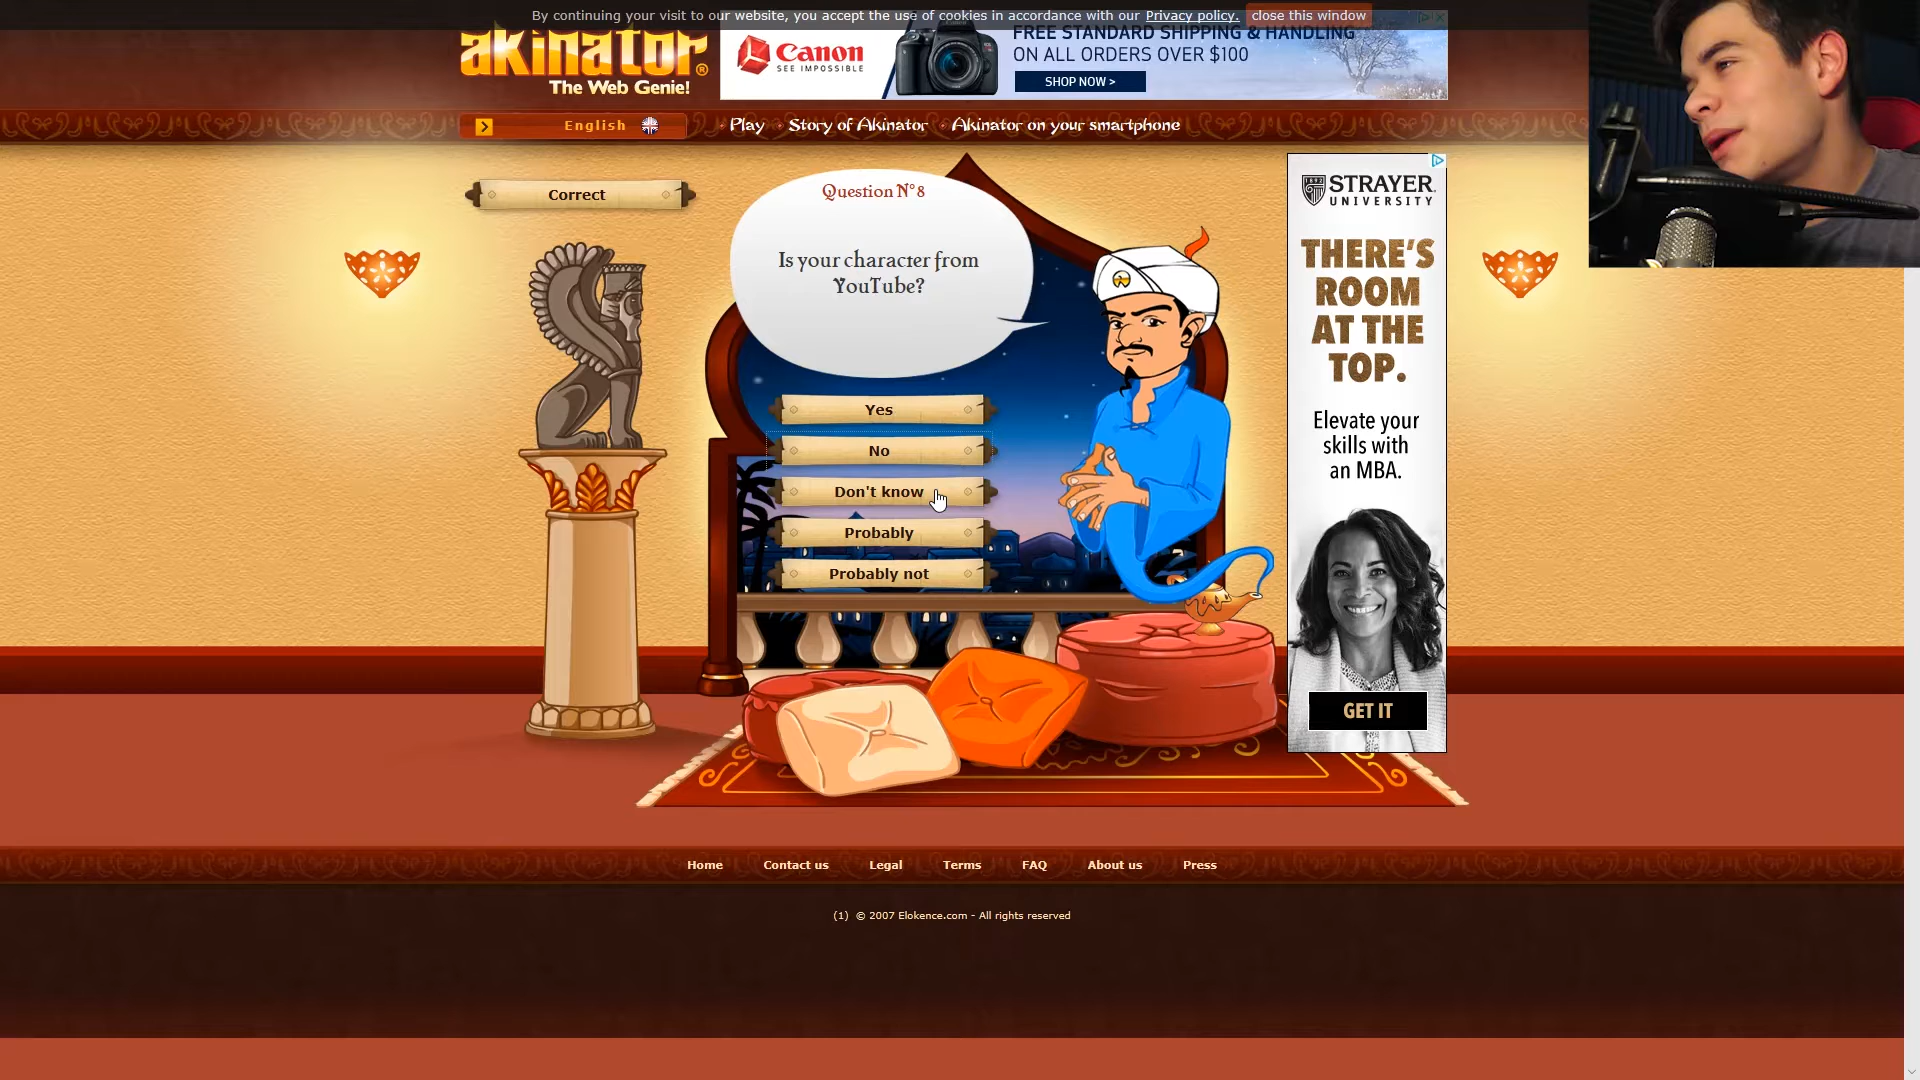 By continuing your visit to our website, you accept the use of cookies in accordance with our Privacy policy. close this window
akinator®
The Web Genie!
Canon
SEE IMPOSSIBLE
FREE STANDARD SHIPPING & HANDLING
ON ALL ORDERS OVER $100
SHOP NOW >
English
Play
Story of Akinator
Akinator on your smartphone
Correct
Question N°8
Is your character from
YouTube?
Yes
No
Don't know
Probably
Probably not
1892
STRAYER
UNIVERSITY
THERE'S
ROOM
AT THE
TOP.
Elevate your
skills with
an MBA.
GET IT
Home
Contact us
Legal
Terms
FAQ
About us
Press
(1) © 2007 Elokence.com - All rights reserved